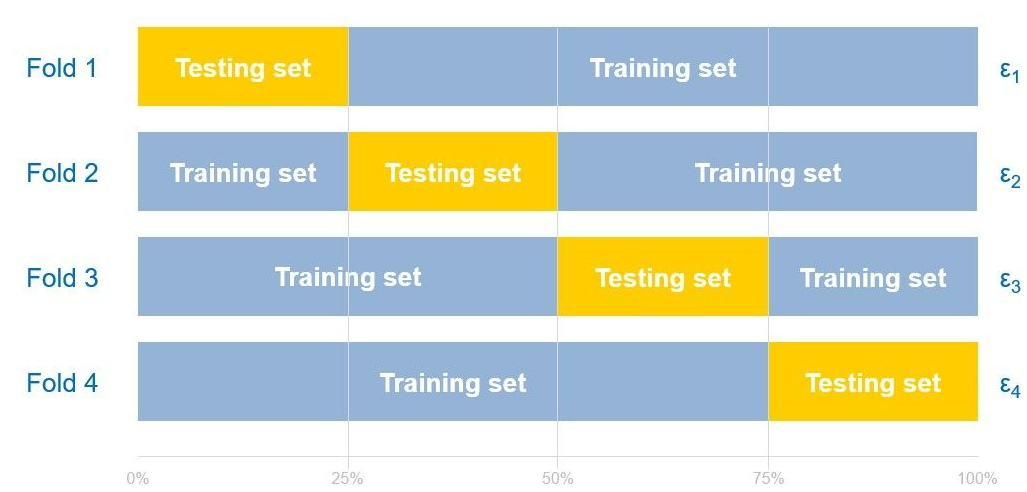 Fold 1 Testing set Training set ε1
Fold 2 Training set Testing set Training set ε2
Fold 3 Training set Testing set Training set ε3
Fold 4 Training set Testing set ε4
0% 25% 50% 75% 100%